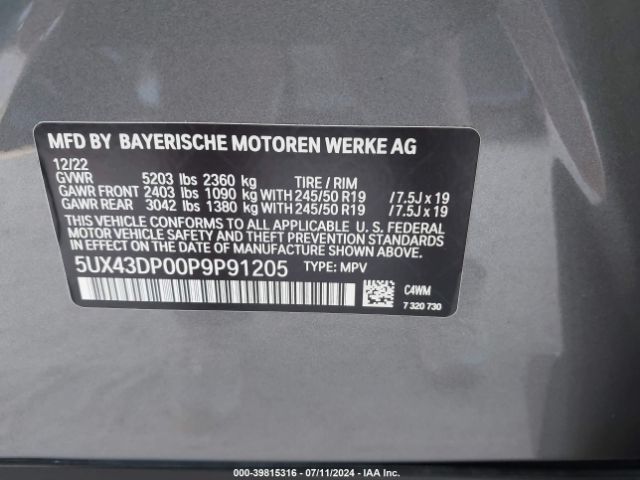 MFD BY BAYERISCHE MOTOREN WERKE AG
12/22
GVWR 5203 lbs 2360 kg TIRE / RIM
GAWR FRONT 2403 lbs 1090 kg WITH 245/50 R19 /7.5J x 19
GAWR REAR 3042 lbs 1380 kg WITH 245/50 R19 /7.5J x 19
THIS VEHICLE CONFORMS TO ALL APPLICABLE U. S. FEDERAL
MOTOR VEHICLE SAFETY, BUMPER, AND THEFT PREVENTION
STANDARDS IN EFFECT ON THE DATE OF MANUFACTURE SHOWN ABOVE.
5UX43DP00P9P91205 TYPE: MPV
C4WM
7 320 730
000-39815316 - 07/11/2024 - IAA Inc.